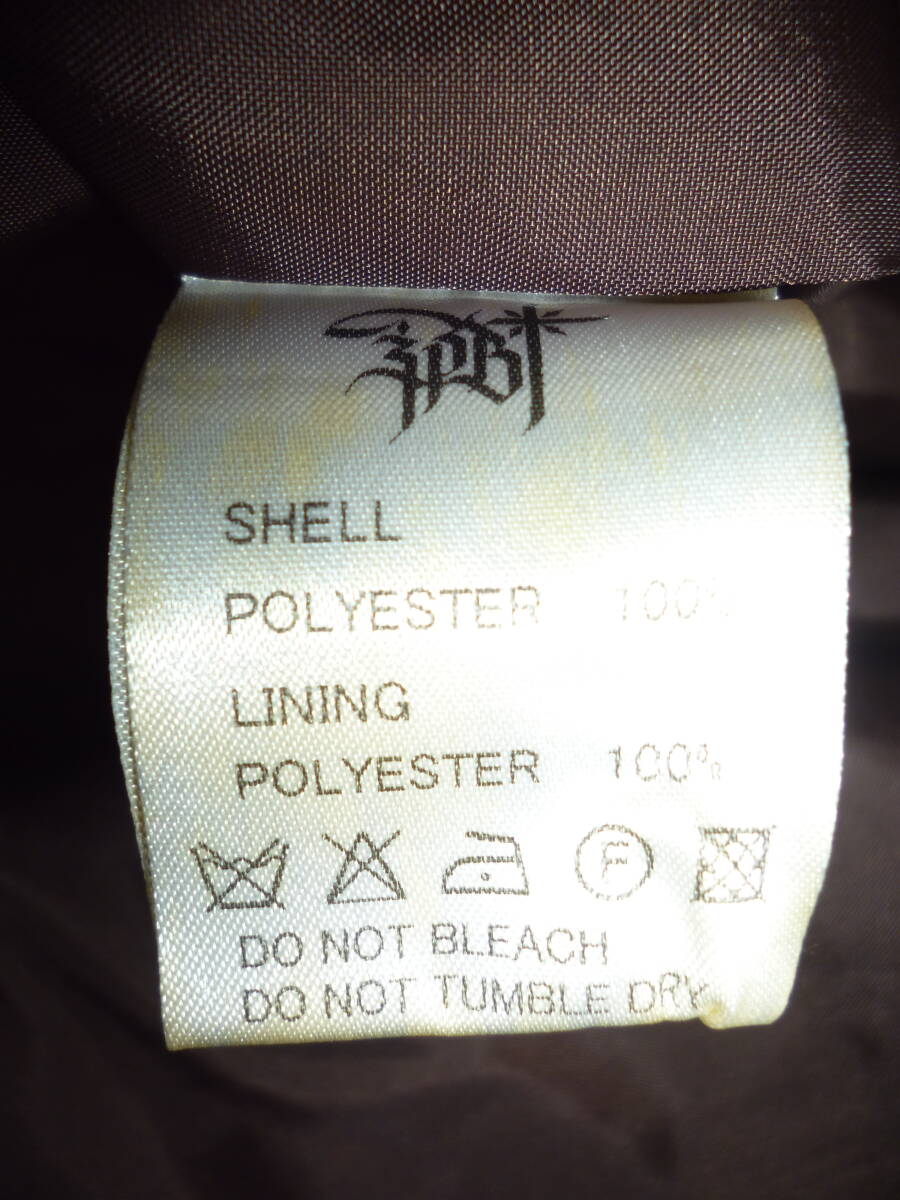 SHELL
POLYESTER 100%
LINING
POLYESTER 100%
F
DO NOT BLEACH
DO NOT TUMBLE DRY